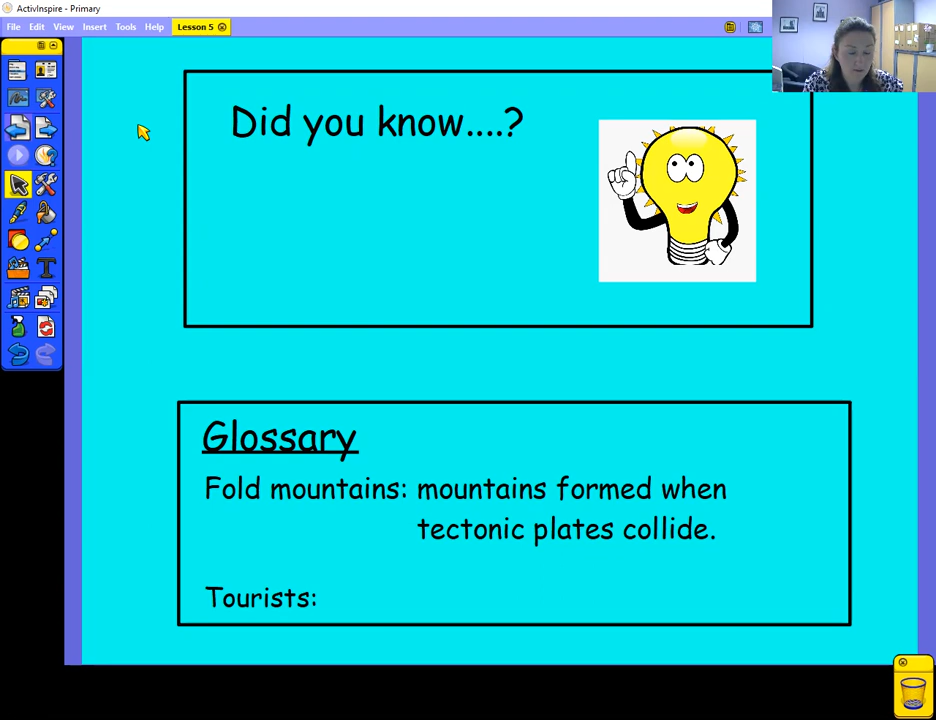 ActivInspire - Primary
File Edit View Insert Tools Help Lesson 5
Did you know....?
Glossary
Fold mountains: mountains formed when
tectonic plates collide.
Tourists: